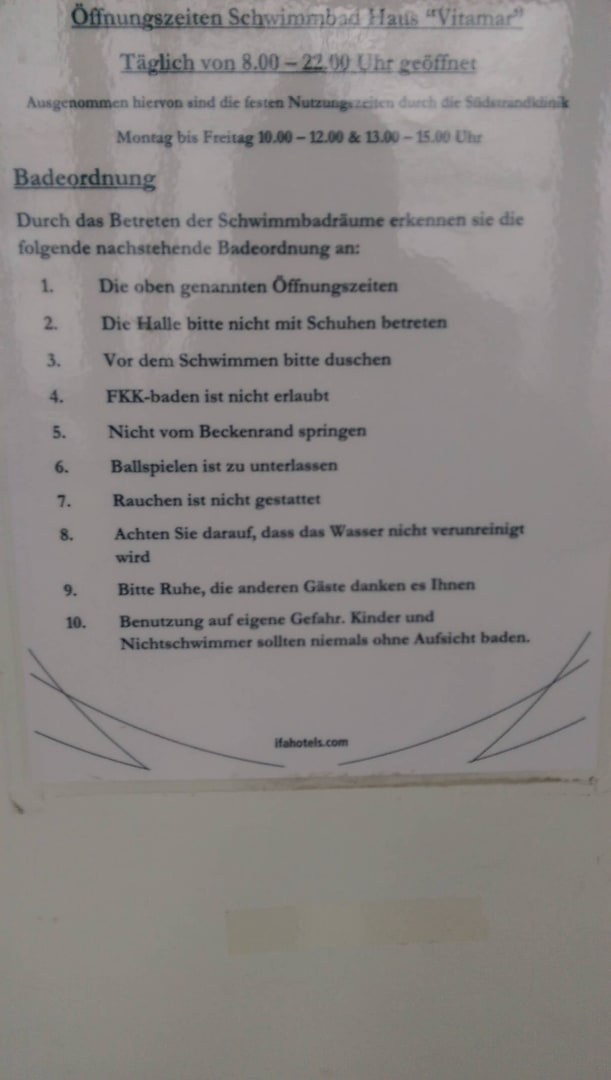 Öffnungszeiten Schwimmbad Haus "Vitamar"
Täglich von 8.00 – 22.00 Uhr geöffnet
Ausgenommen hiervon sind die festen Nutzungszeiten durch die Südstrandklinik
Montag bis Freitag 10.00 – 12.00 & 13.00 – 15.00 Uhr
Badeordnung
Durch das Betreten der Schwimmbadräume erkennen sie die
folgende nachstehende Badeordnung an:
1. Die oben genannten Öffnungszeiten
2. Die Halle bitte nicht mit Schuhen betreten
3. Vor dem Schwimmen bitte duschen
4. FKK-baden ist nicht erlaubt
5. Nicht vom Beckenrand springen
6. Ballspielen ist zu unterlassen
7. Rauchen ist nicht gestattet
8. Achten Sie darauf, dass das Wasser nicht verunreinigt
wird
9. Bitte Ruhe, die anderen Gäste danken es Ihnen
10. Benutzung auf eigene Gefahr. Kinder und
Nichtschwimmer sollten niemals ohne Aufsicht baden.
ifahotels.com